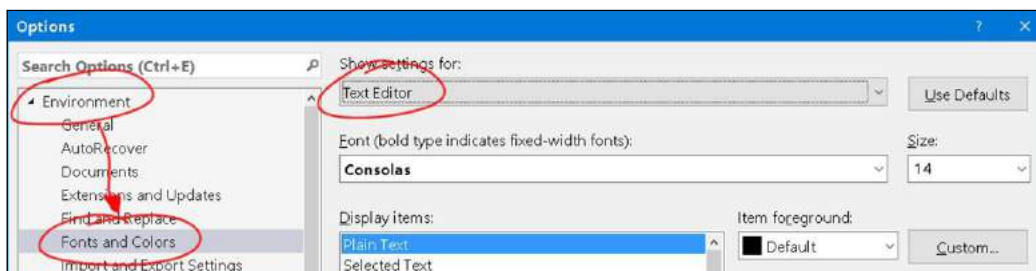 Options
Search Options (Ctrl+E)
Environment
General
AutoRecover
Documents
Extensions and Updates
Find and Replace
Fonts and Colors
Import and Export Settings
Show settings for:
Text Editor
Use Defaults
Font (bold type indicates fixed-width fonts):
Size:
Consolas
14
Display items:
Item foreground:
Plain Text
Selected Text
Default
Custom...